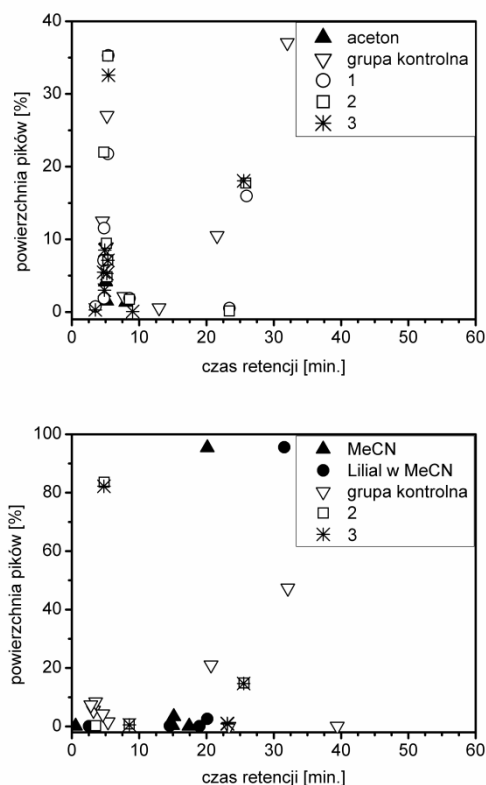 40
30
20
10
0
powierzchnia pików [%]
aceton
grupa kontrolna
1
2
3
0 10 20 30 40 50 60
czas retencji [min.]
100
80
60
40
20
0
powierzchnia pików [%]
MeCN
Lilial w MeCN
grupa kontrolna
2
3
0 10 20 30 40 50 60
czas retencji [min.]